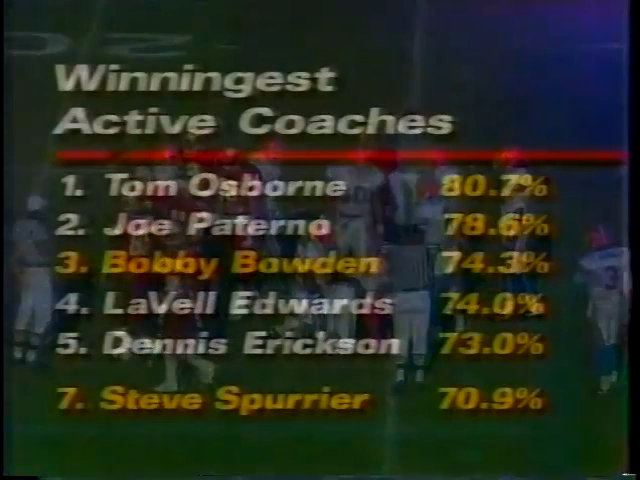 Winningest
Active Coaches
1. Tom Osborne 80.7%
2. Joe Paterno 78.6%
3. Bobby Bowden 74.3%
4. LaVell Edwards 74.0%
5. Dennis Erickson 73.0%
7. Steve Spurrier 70.9%